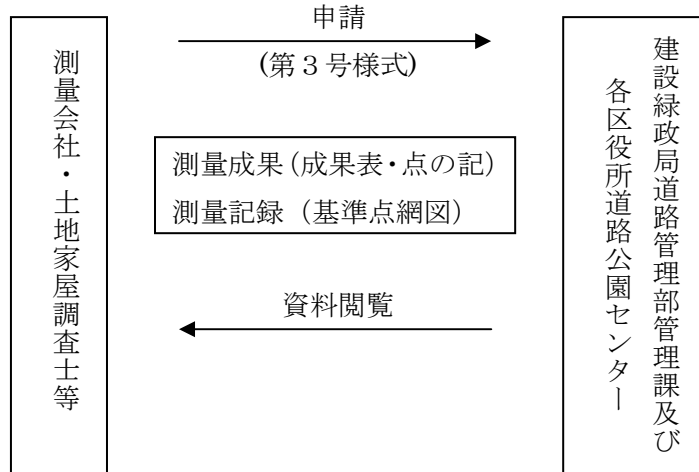 測量会社・土地家屋調査士等
申請
(第３号様式)
測量成果（成果表・点の記）
測量記録（基準点網図）
資料閲覧
建設緑政局道路管理部管理課及び
各区役所道路公園センター